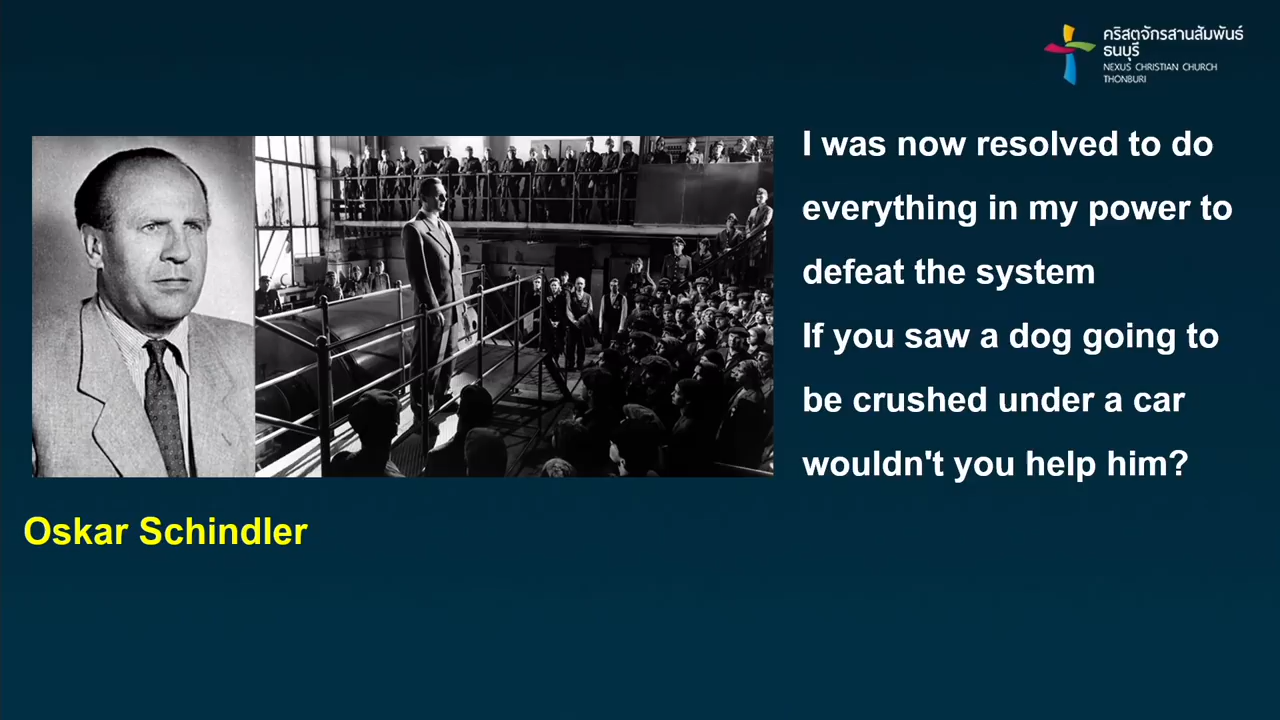 คริสตจักรสานสัมพันธ์
ธนบุรี
NEXUS CHRISTIAN CHURCH
THONBURI
I was now resolved to do
everything in my power to
defeat the system
If you saw a dog going to
be crushed under a car
wouldn't you help him?
Oskar Schindler